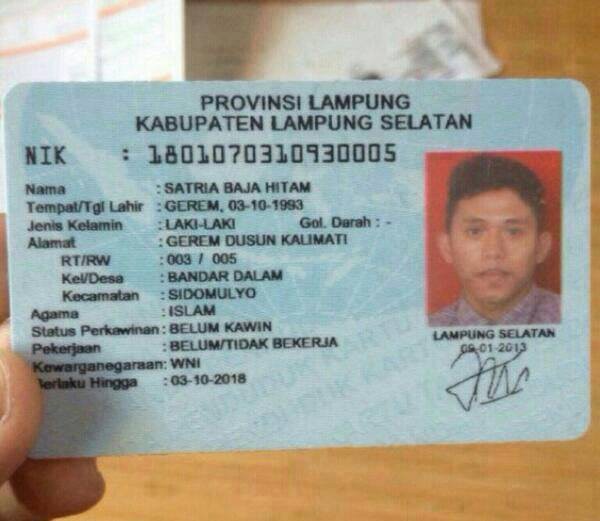 PROVINSI LAMPUNG
KABUPATEN LAMPUNG SELATAN
NIK : 1801070310930005
Nama : SATRIA BAJA HITAM
Tempat/Tgl Lahir : GEREM, 03-10-1993
Jenis Kelamin : LAKI-LAKI Gol. Darah : -
Alamat : GEREM DUSUN KALIMATI
RT/RW : 003 / 005
Kel/Desa : BANDAR DALAM
Kecamatan : SIDOMULYO
Agama : ISLAM
Status Perkawinan: BELUM KAWIN
Pekerjaan : BELUM/TIDAK BEKERJA
Kewarganegaraan: WNI
Berlaku Hingga : 03-10-2018
LAMPUNG SELATAN
09-01-2013